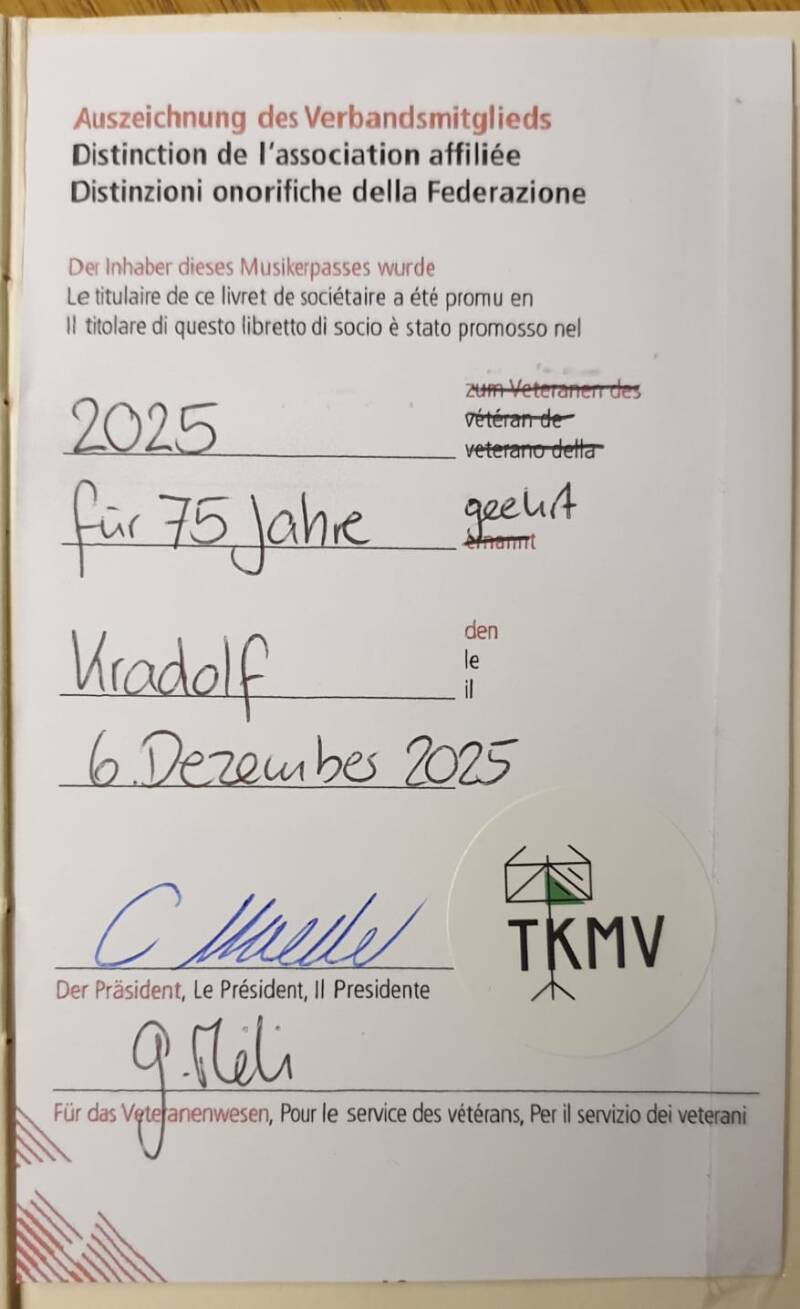 Auszeichnung des Verbandsmitglieds
Distinction de l'association affiliée
Distinzioni onorifiche della Federazione
Der Inhaber dieses Musikerpasses wurde
Le titulaire de ce livret de sociétaire a été promu en
Il titolare di questo libretto di socio è stato promosso nel
zum Veteranen des
2025 vétéran de
veterano della
für 75 Jahre geehrt
ernannt
den
Kradolf le
il
6. Dezember 2025
TKMV
Der Präsident, Le Président, Il Presidente
Für das Veteranenwesen, Pour le service des vétérans, Per il servizio dei veterani